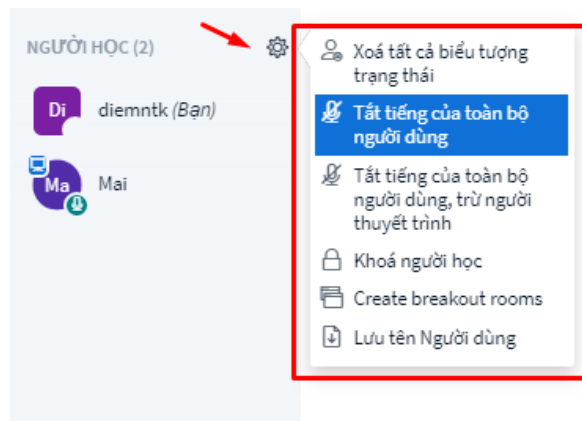 NGƯỜI HỌC (2)
Di
diemntk (Bạn)
Ma
Mai
Xoá tất cả biểu tượng
trạng thái
Tắt tiếng của toàn bộ
người dùng
Tắt tiếng của toàn bộ
người dùng, trừ người
thuyết trình
Khoá người học
Create breakout rooms
Lưu tên Người dùng